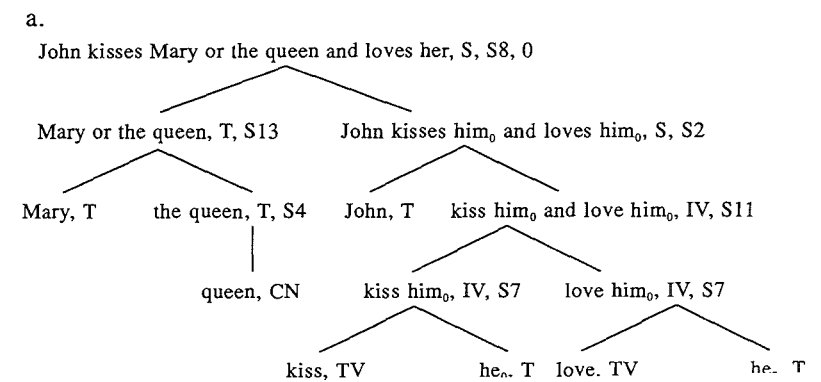 a.
John kisses Mary or the queen and loves her, S, S8, 0
Mary or the queen, T, S13 John kisses him₀ and loves him₀, S, S2
Mary, T the queen, T, S4 John, T kiss him₀ and love him₀, IV, S11
queen, CN kiss him₀, IV, S7 love him₀, IV, S7
kiss, TV he₀, T love, TV he T